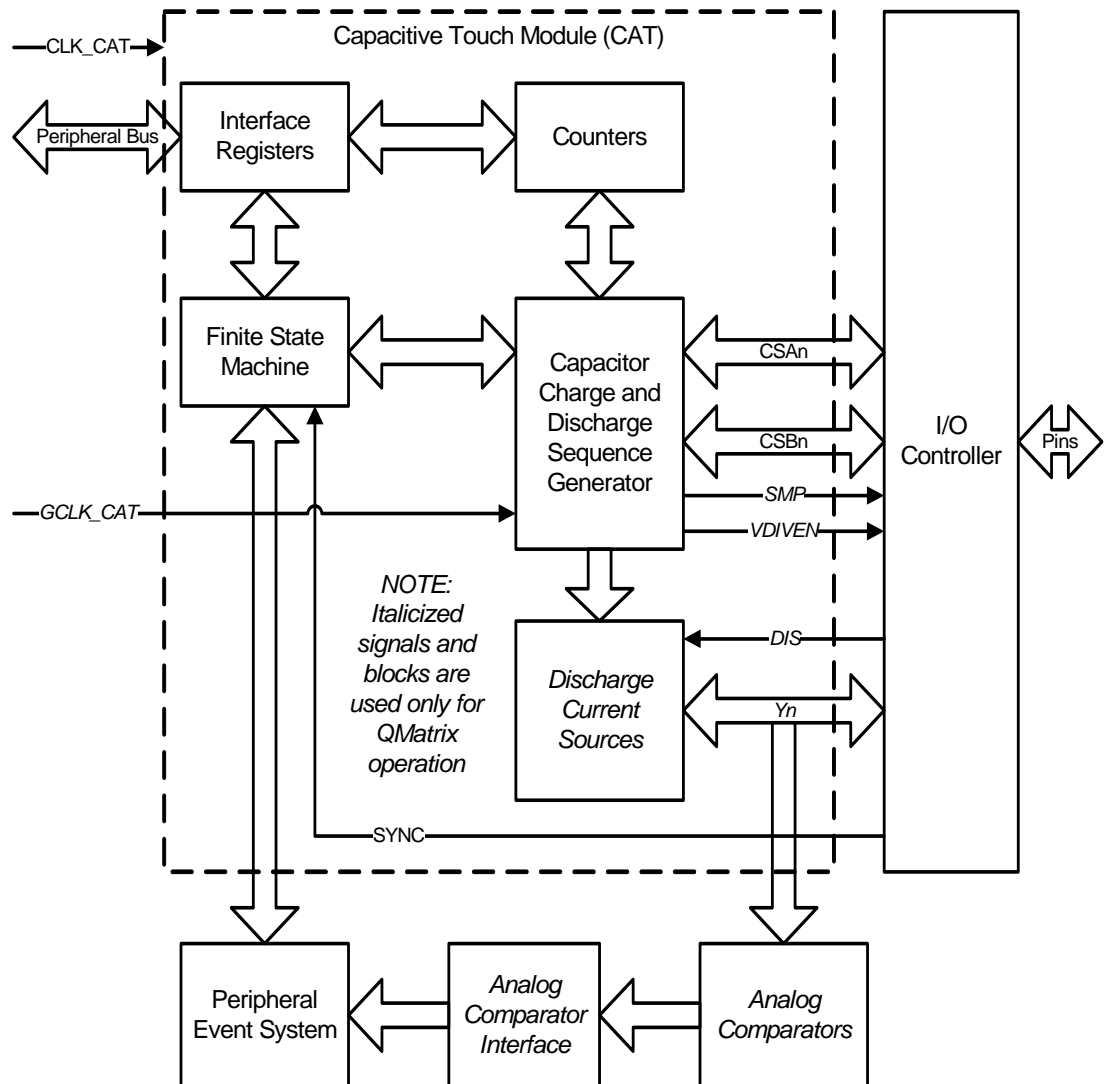 Capacitive Touch Module (CAT)
CLK_CAT
Peripheral Bus
Interface
Registers
Counters
Finite State
Machine
Capacitor
Charge and
Discharge
Sequence
Generator
CSAn
CSBn
SMP
VDIVEN
I/O
Controller
Pins
GCLK_CAT
NOTE:
Italicized
signals and
blocks are
used only for
QMatrix
operation
Discharge
Current
Sources
DIS
Yn
SYNC
Peripheral
Event System
Analog
Comparator
Interface
Analog
Comparators